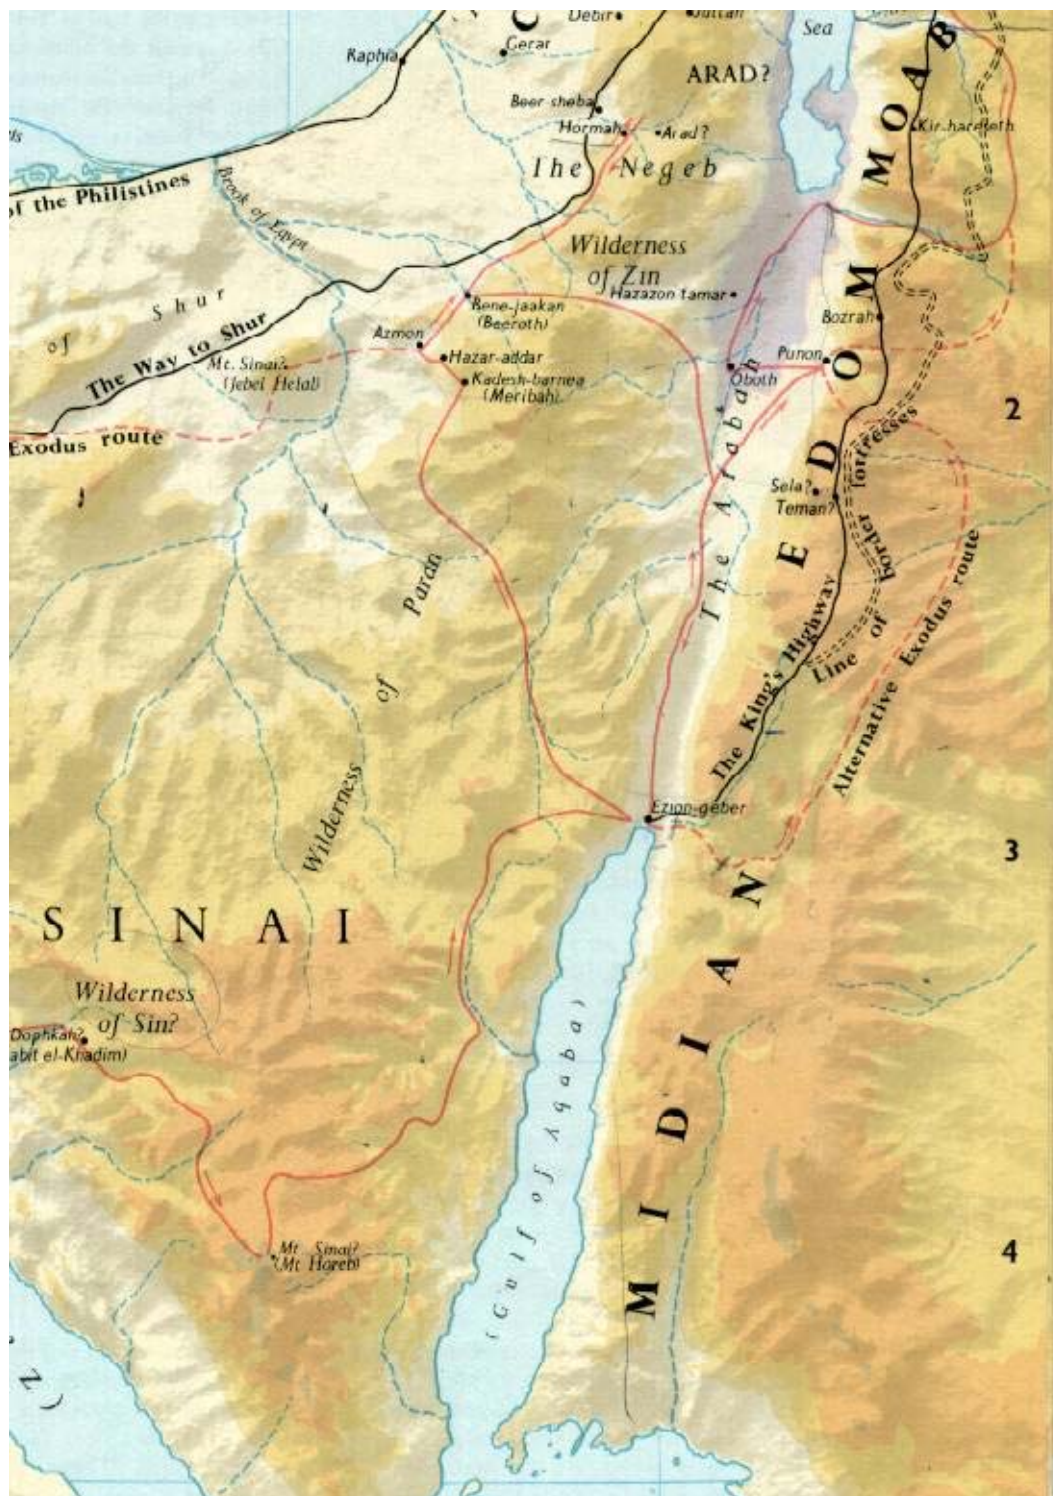 Debir
Juttah
Sea
Gerar
Raphia
ARAD?
Beer-sheba
Hormah
Arad?
Kir-hareseth
MOAB
The Negeb
of the Philistines
Brook of Egypt
Wilderness
of Zin
Hazazon tamar
Shur
of
Bene-jaakan
(Beeroth)
Bozrah
The Way to Shur
Azmon
Mt. Sinai?
(Jebel Helal)
Hazar-addar
Kadesh-barnea
(Meribah)
Punon
Oboth
EDOM
2
Exodus route
fortresses
Sela?
Teman?
The Arabah
border
Paran
of
Wilderness
The King's Highway
Line of
Alternative Exodus route
Ezion-geber
3
SINAI
Wilderness
of Sin?
Dophkah?
abit el-Khadim)
(Gulf of Aqaba)
MIDIAN
Mt Sinai?
(Mt Horeb)
4
Z